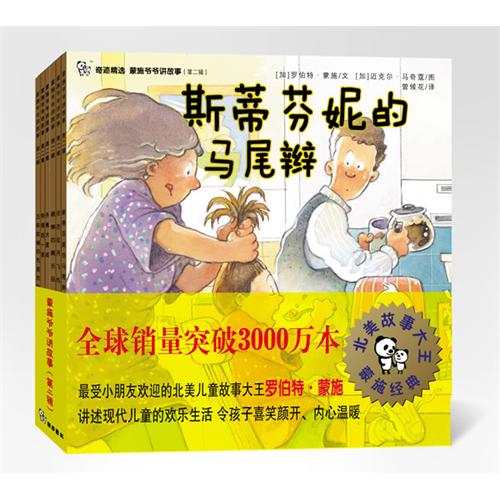 奇迹精选 蒙施爷爷讲故事（第二辑）
[加]罗伯特·蒙施/文 [加]迈克尔·马奇蔻/图
曾候花/译
斯蒂芬妮的
马尾辫
全球销量突破3000万本
最受小朋友欢迎的北美儿童故事大王罗伯特·蒙施
讲述现代儿童的欢乐生活 令孩子喜笑颜开、内心温暖
北美故事大王
蒙施经典
蒙施爷爷讲故事（第二辑）